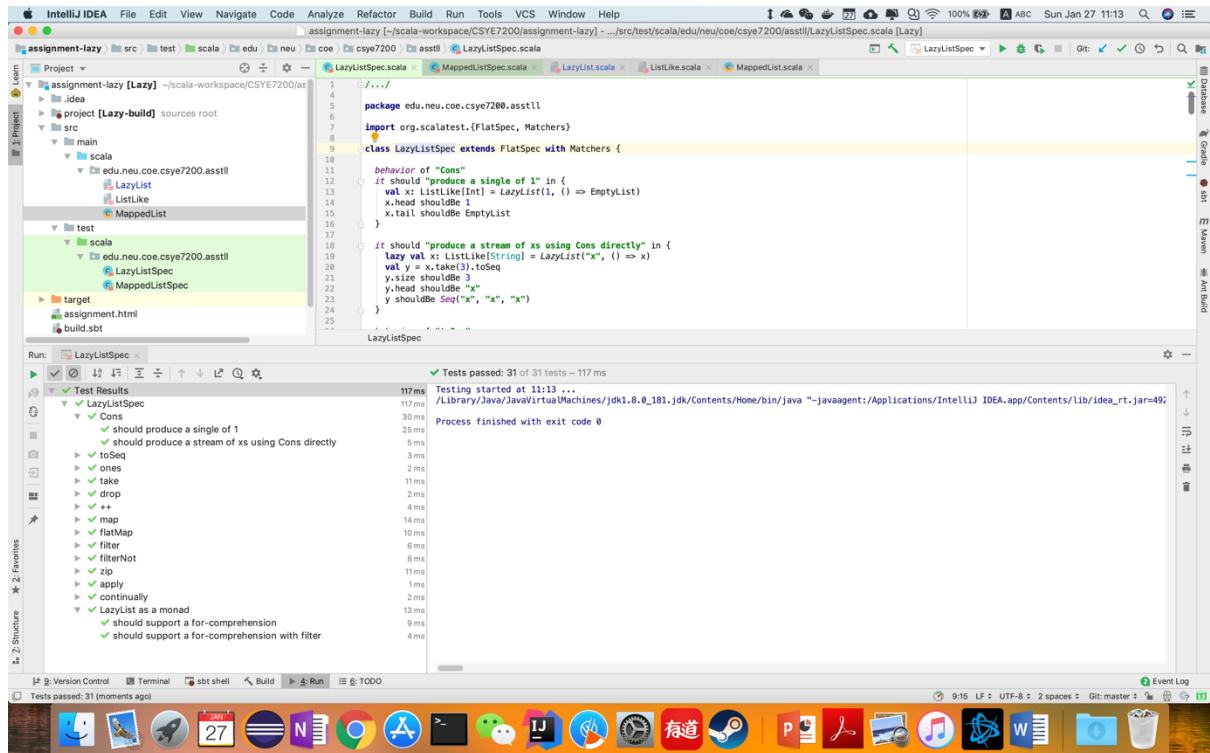 IntelliJ IDEA File Edit View Navigate Code Analyze Refactor Build Run Tools VCS Window Help 27 100% ABC Sun Jan 27 11:13
assignment-lazy [~/scala-workspace/CSYE7200/assignment-lazy] - .../src/test/scala/edu/neu/coe/csye7200/asstll/LazyListSpec.scala [Lazy]
assignment-lazy src test scala edu neu coe csye7200 asstll LazyListSpec.scala LazyListSpec Git:
Project LazyListSpec.scala MappedListSpec.scala LazyList.scala ListLike.scala MappedList.scala
assignment-lazy [Lazy] ~/scala-workspace/CSYE7200/as
.idea
project [Lazy-build] sources root
src
main
scala
edu.neu.coe.csye7200.asstll
LazyList
ListLike
MappedList
test
scala
edu.neu.coe.csye7200.asstll
LazyListSpec
MappedListSpec
target
assignment.html
build.sbt
1 /.../
4
5 package edu.neu.coe.csye7200.asstll
6
7 import org.scalatest.{FlatSpec, Matchers}
8
9 class LazyListSpec extends FlatSpec with Matchers {
10
11 behavior of "Cons"
12 it should "produce a single of 1" in {
13 val x: ListLike[Int] = LazyList(1, () => EmptyList)
14 x.head shouldBe 1
15 x.tail shouldBe EmptyList
16 }
17
18 it should "produce a stream of xs using Cons directly" in {
19 lazy val x: ListLike[String] = LazyList("x", () => x)
20 val y = x.take(3).toSeq
21 y.size shouldBe 3
22 y.head shouldBe "x"
23 y shouldBe Seq("x", "x", "x")
24 }
25
LazyListSpec
Learn
1: Project
2: Favorites
Z: Structure
Database
Gradle
sbt
Maven
Ant Build
Run: LazyListSpec
Tests passed: 31 of 31 tests – 117 ms
Test Results 117 ms
LazyListSpec 117 ms
Cons 30 ms
should produce a single of 1 25 ms
should produce a stream of xs using Cons directly 5 ms
toSeq 3 ms
ones 2 ms
take 11 ms
drop 2 ms
++ 4 ms
map 14 ms
flatMap 10 ms
filter 6 ms
filterNot 8 ms
zip 11 ms
apply 1 ms
continually 2 ms
LazyList as a monad 13 ms
should support a for-comprehension 9 ms
should support a for-comprehension with filter 4 ms
Testing started at 11:13 ...
/Library/Java/JavaVirtualMachines/jdk1.8.0_181.jdk/Contents/Home/bin/java "-javaagent:/Applications/IntelliJ IDEA.app/Contents/lib/idea_rt.jar=492
Process finished with exit code 0
9: Version Control Terminal sbt shell Build 4: Run 6: TODO Event Log
Tests passed: 31 (moments ago) 9:15 LF UTF-8 2 spaces Git: master
JAN
27
有道